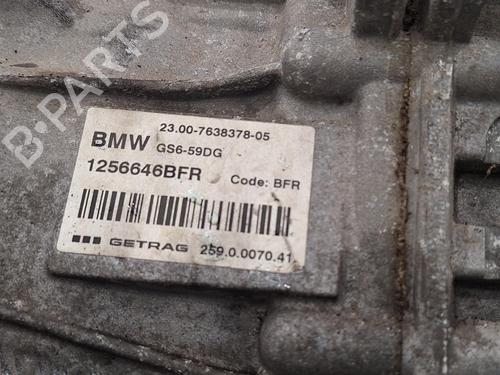 23.00-7638378-05
BMW GS6-59DG
1256646BFR Code: BFR
GETRAG 259.0.0070.41
B-PARTS